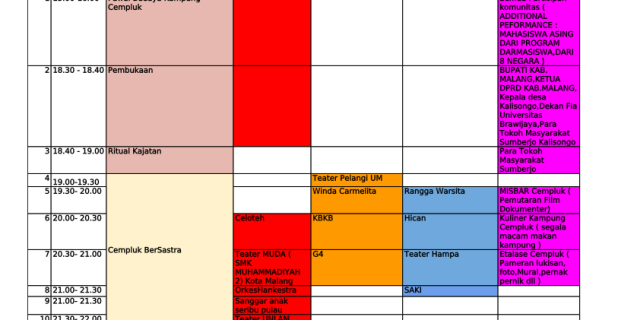 Cempluk
komunitas (
ADDITIONAL
PEFORMANCE :
MAHASISWA ASING
DARI PROGRAM
DARMASISWA,DARI
8 NEGARA )
2 18.30 - 18.40 Pembukaan
BUPATI KAB.
MALANG,KETUA
DPRD KAB.MALANG,
Kepala desa
Kalisongo,Dekan Fia
Universitas
Brawijaya,Para
Tokoh Masyarakat
Sumberjo Kalisongo
3 18.40 - 19.00 Ritual Kajatan
Para Tokoh
Masyarakat
Sumberjo
4 19.00-19.30 Teater Pelangi UM
5 19.30- 20.00 Winda Carmelita Rangga Warsita
MISBAR Cempluk (
Pemutaran Film
Dokumenter)
6 20.00- 20.30 Celoteh KBKB Hican
Kuliner Kampung
Cempluk ( segala
macam makan
kampung )
Cempluk BerSastra
7 20.30- 21.00
Teater MUDA (
SMK
MUHAMMADIYAH
2) Kota Malang
G4 Teater Hampa
Etalase Cempluk (
Pameran lukisan,
foto,Mural,pernak
pernik dll )
8 21.00- 21.30 OrkesHankestra SAKI
9 21.00- 21.30
Sanggar anak
seribu pulau
10 21.30- 22.00